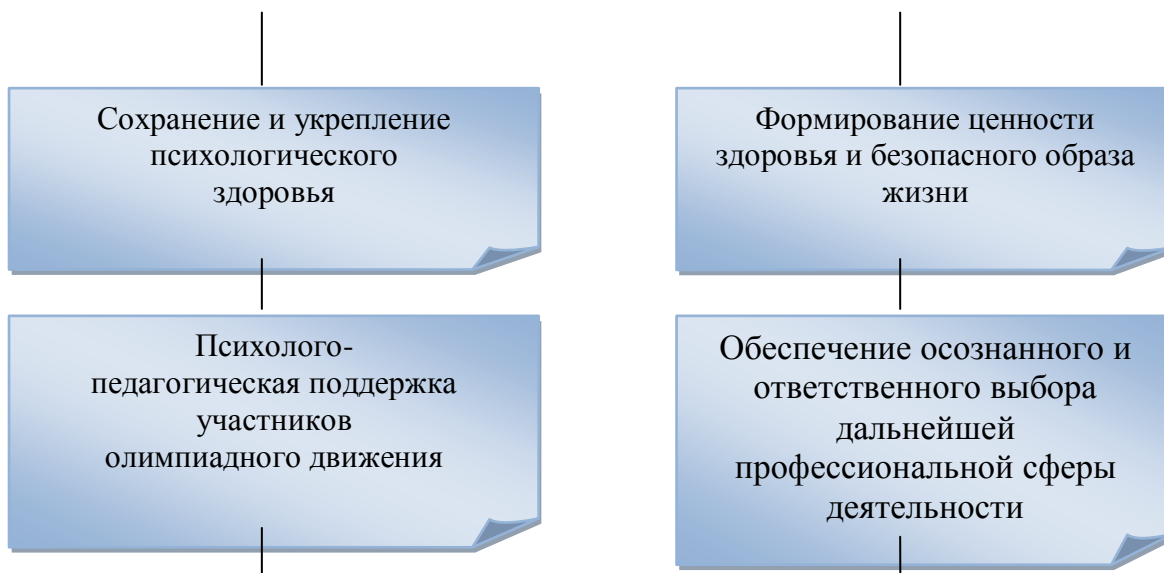 Сохранение и укрепление
психологического
здоровья
Формирование ценности
здоровья и безопасного образа
жизни
Психолого-
педагогическая поддержка
участников
олимпиадного движения
Обеспечение осознанного и
ответственного выбора
дальнейшей
профессиональной сферы
деятельности